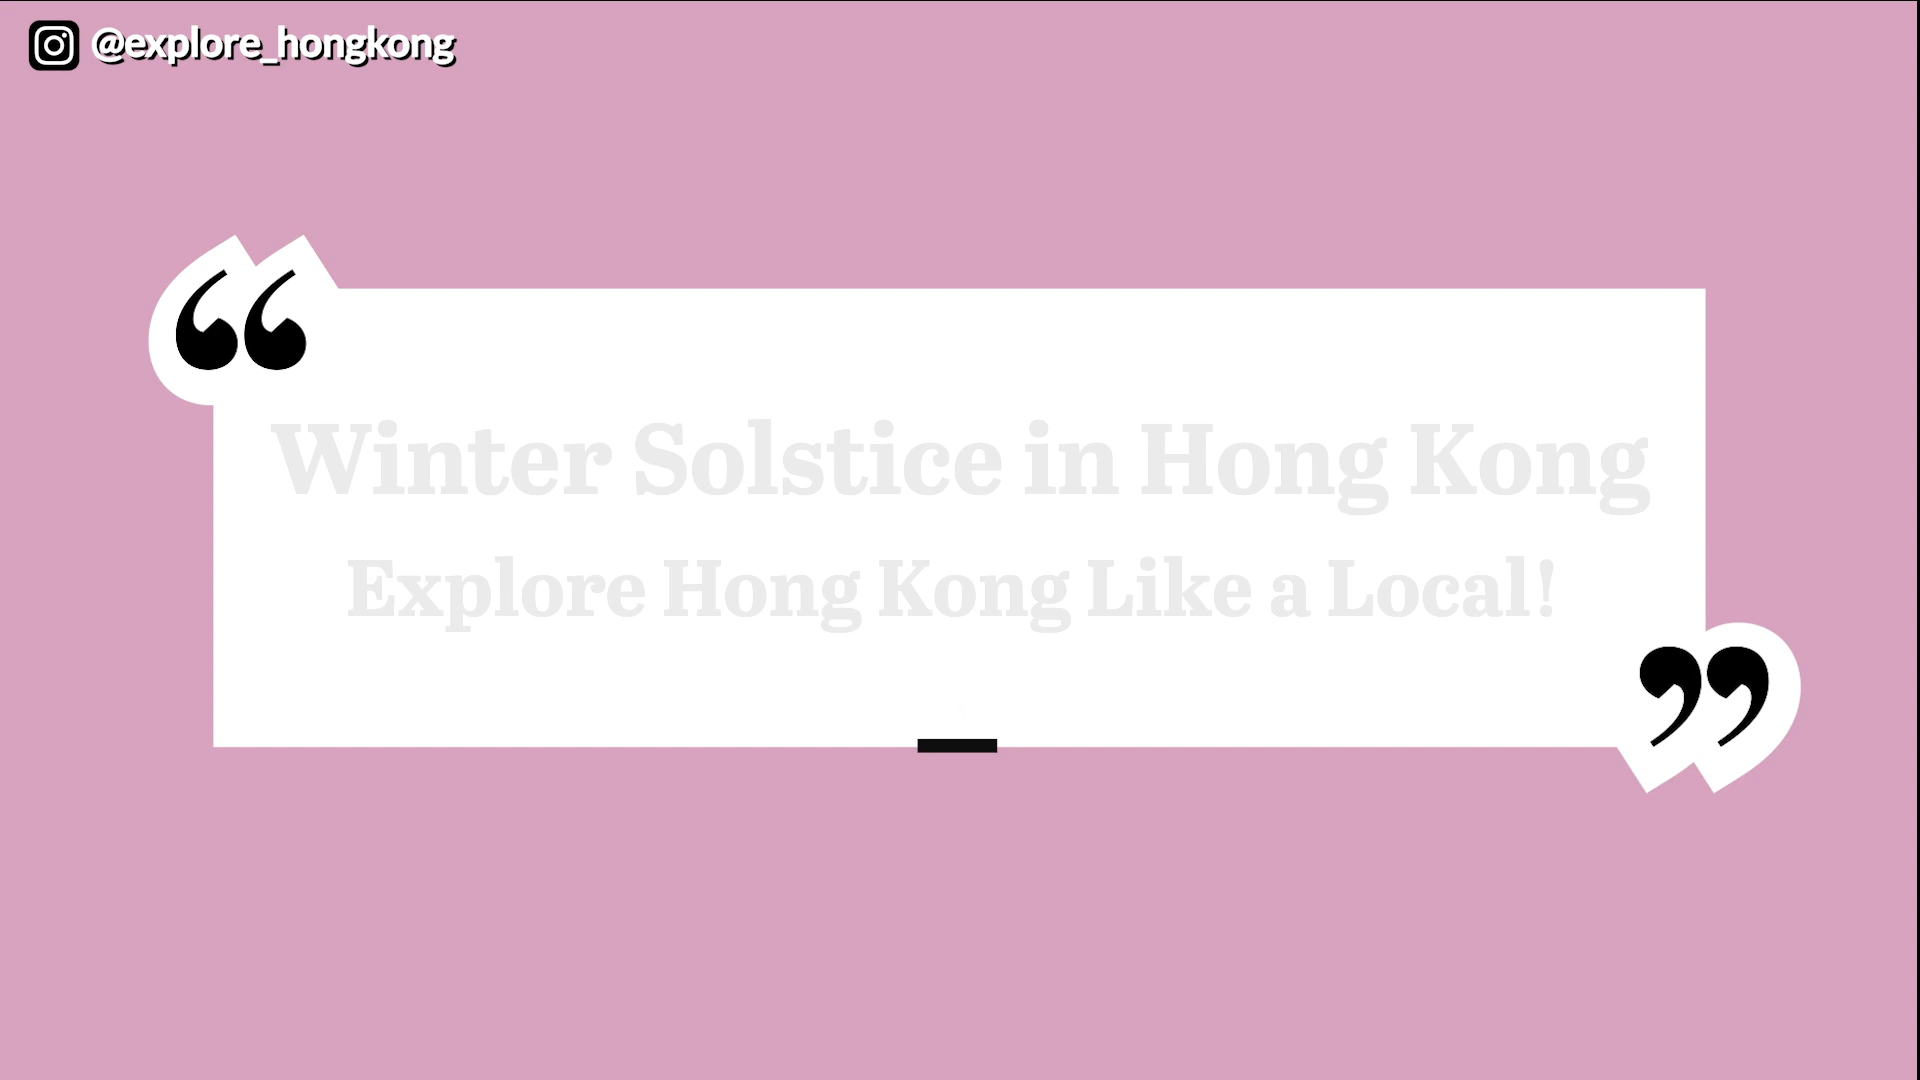 @explore_hongkong
“
Winter Solstice in Hong Kong
Explore Hong Kong Like a Local!
”